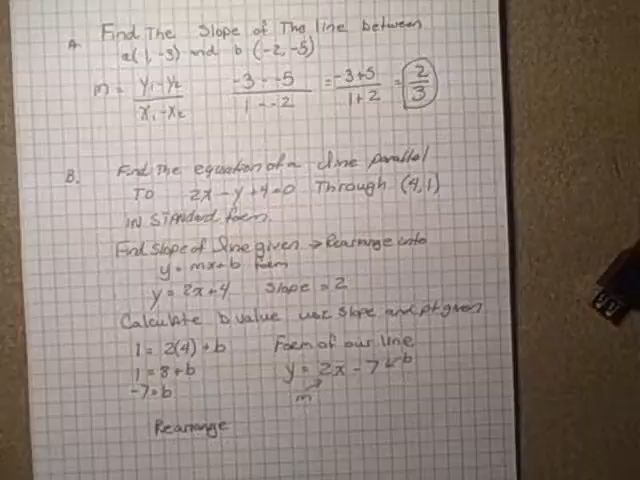 A. Find The slope of The line between
a(1,-3) and b (-2,-5)
m = y₁-y₂ / x₁-x₂   -3 - -5 / 1 - -2 = -3+5 / 1+2 = 2/3
B. Find The equation of a line parallel
TO 2x - y + 4 = 0 Through (4,1)
IN STandard form.
Find slope of line given → Rearrange into
y = mx + b form
y = 2x + 4   slope = 2
Calculate b value use slope and pt given
1 = 2(4) + b   Form of our line
1 = 8 + b   y = 2x - 7 ← b
-7 = b   m
Rearrange